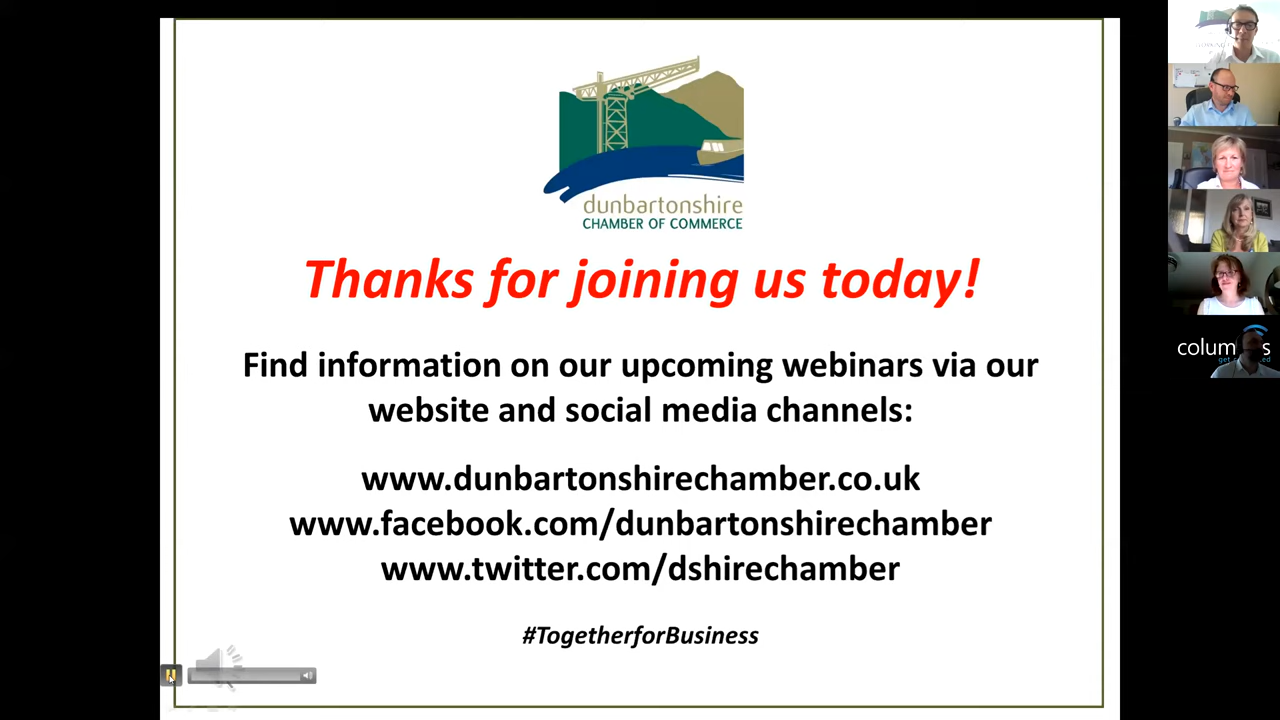 dunbartonshire
CHAMBER OF COMMERCE
Thanks for joining us today!
Find information on our upcoming webinars via our
website and social media channels:
www.dunbartonshirechamber.co.uk
www.facebook.com/dunbartonshirechamber
www.twitter.com/dshirechamber
#TogetherforBusiness